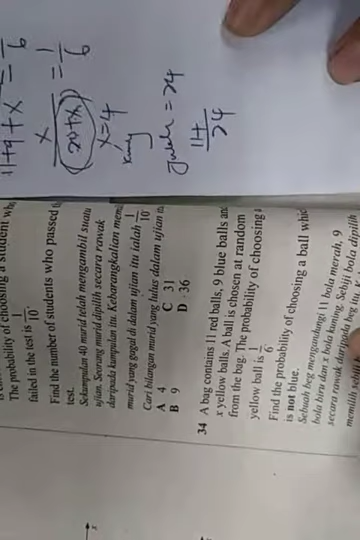 The probability of choosing a student who
failed in the test is 1/10.
Find the number of students who passed the
test.
Sekumpulan 40 murid telah mengambil suatu
ujian. Seorang murid dipilih secara rawak
daripada kumpulan itu. Kebarangkalian
murid yang gagal di dalam ujian itu ialah 1/10.
Cari bilangan murid yang lulus dalam ujian
A 4 C 31
B 9 D 36
34 A bag contains 11 red balls, 9 blue balls and
x yellow balls. A ball is chosen at random
from the bag. The probability of choosing a
yellow ball is 1/6.
Find the probability of choosing a ball which
is not blue.
Sebuah beg mengandungi 11 bola merah, 9
bola biru dan x bola kuning. Sebiji bola dipilih
secara rawak daripada beg
memilih
11+9+x = 1/6
x/(20+x) = 1/6
x=4
= 24
24